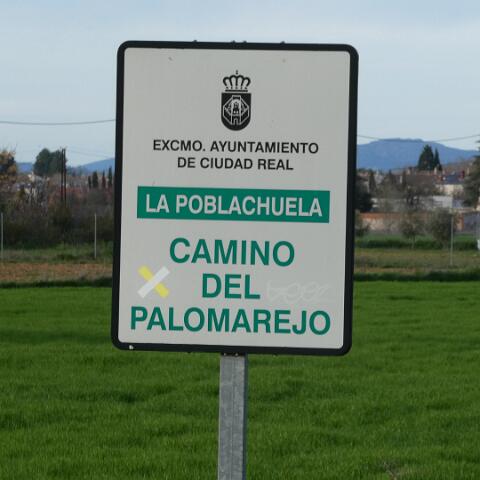 EXCMO. AYUNTAMIENTO
DE CIUDAD REAL
LA POBLACHUELA
CAMINO
DEL
PALOMAREJO